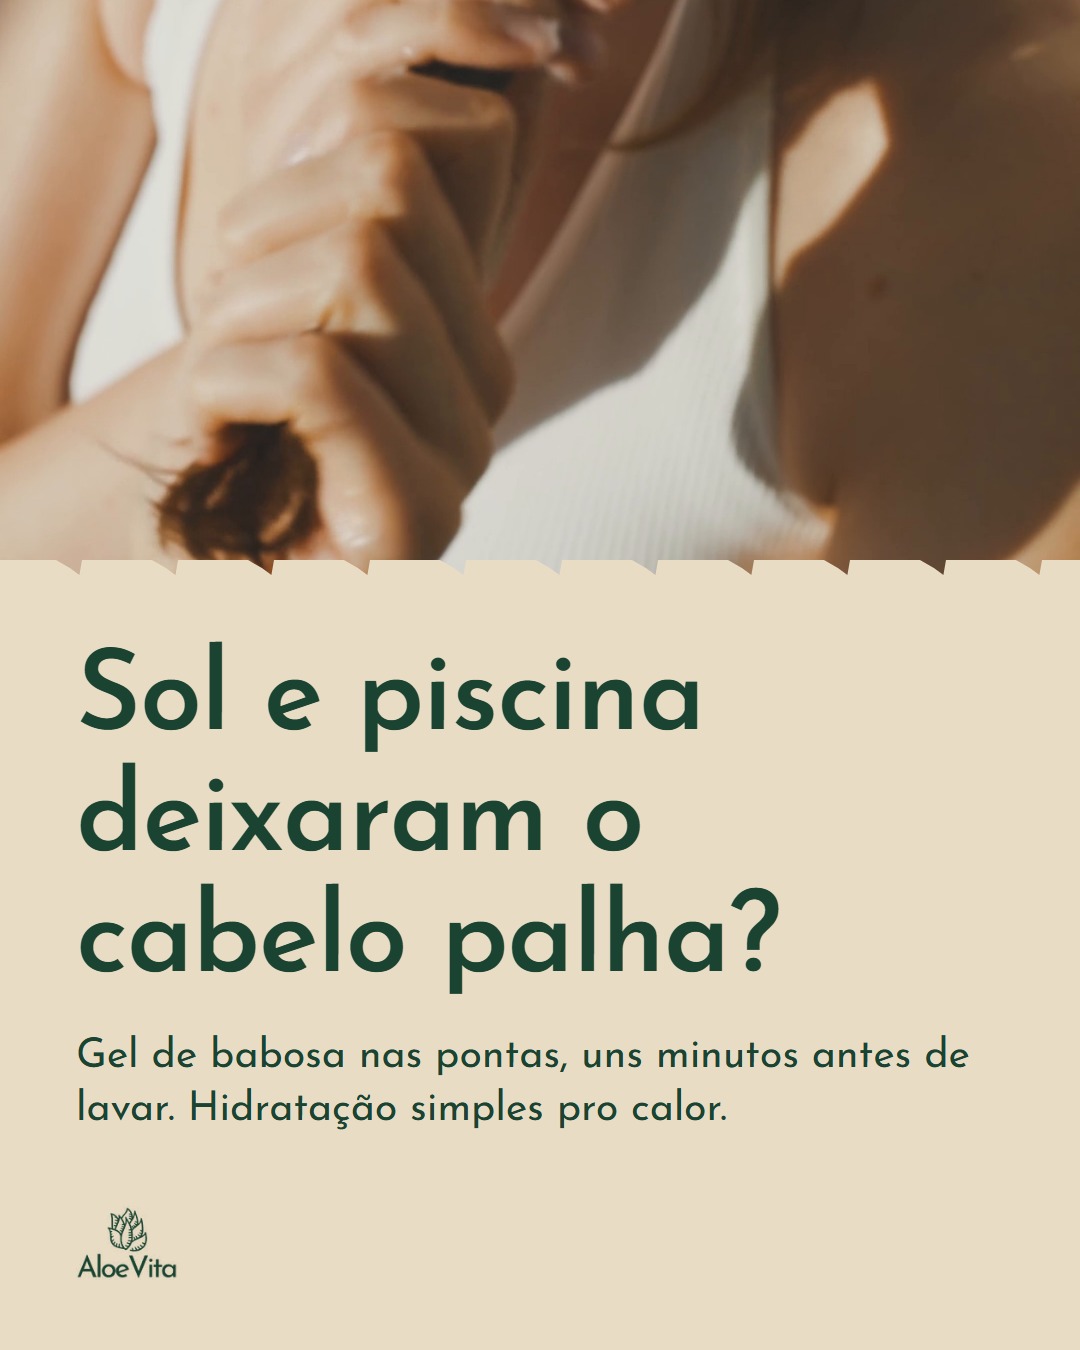 Sol e piscina
deixaram o
cabelo palha?
Gel de babosa nas pontas, uns minutos antes de
lavar. Hidratação simples pro calor.
AloeVita